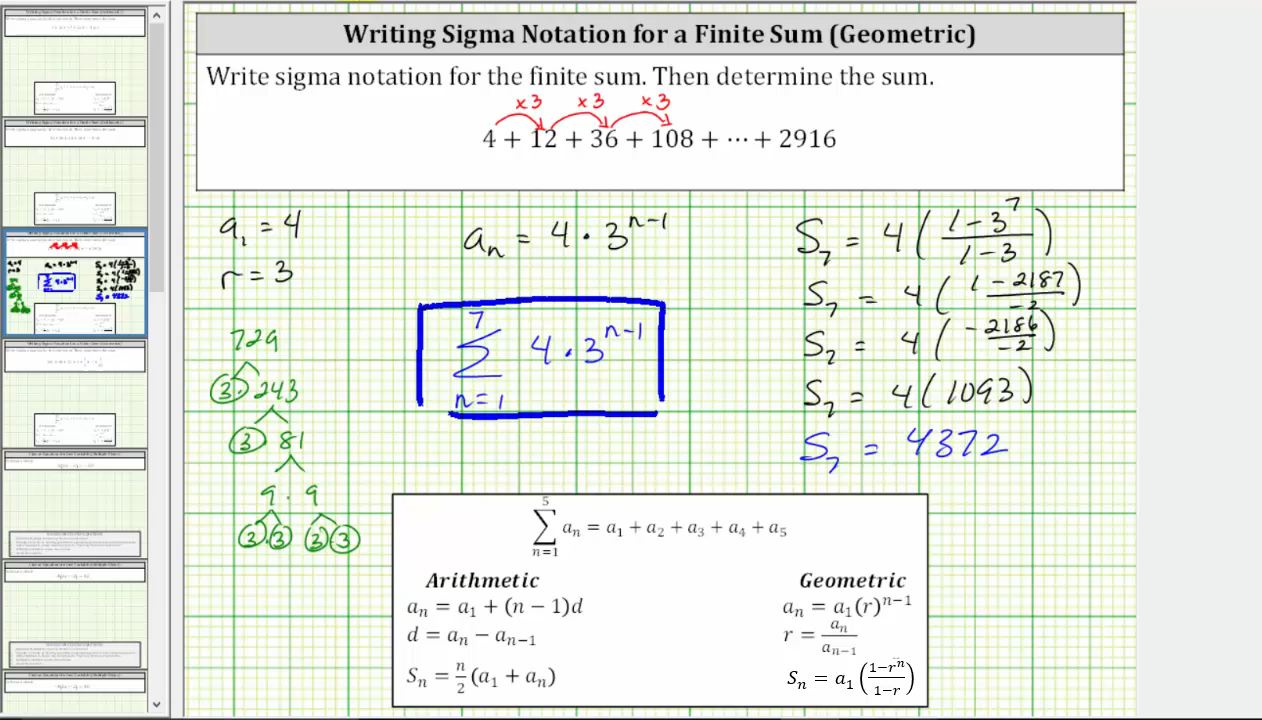 Writing Sigma Notation for a Finite Sum (Geometric)
Write sigma notation for the finite sum. Then determine the sum.
×3 ×3 ×3
4 + 12 + 36 + 108 + ⋯ + 2916
a₁ = 4
r = 3
729
3 · 243
3 81
9 · 9
3 · 3 3 · 3
aₙ = 4 · 3ⁿ⁻¹
7
∑ 4 · 3ⁿ⁻¹
n=1
S₇ = 4 ( (1 − 3⁷)/(1 − 3) )
S₇ = 4 ( (1 − 2187)/−2 )
S₇ = 4 ( −2186/−2 )
S₇ = 4 ( 1093 )
S₇ = 4372
5
∑ aₙ = a₁ + a₂ + a₃ + a₄ + a₅
n=1
Arithmetic
aₙ = a₁ + (n − 1)d
d = aₙ − aₙ₋₁
Sₙ = n/2 (a₁ + aₙ)
Geometric
aₙ = a₁(r)ⁿ⁻¹
r = aₙ/aₙ₋₁
Sₙ = a₁ ( (1−rⁿ)/(1−r) )